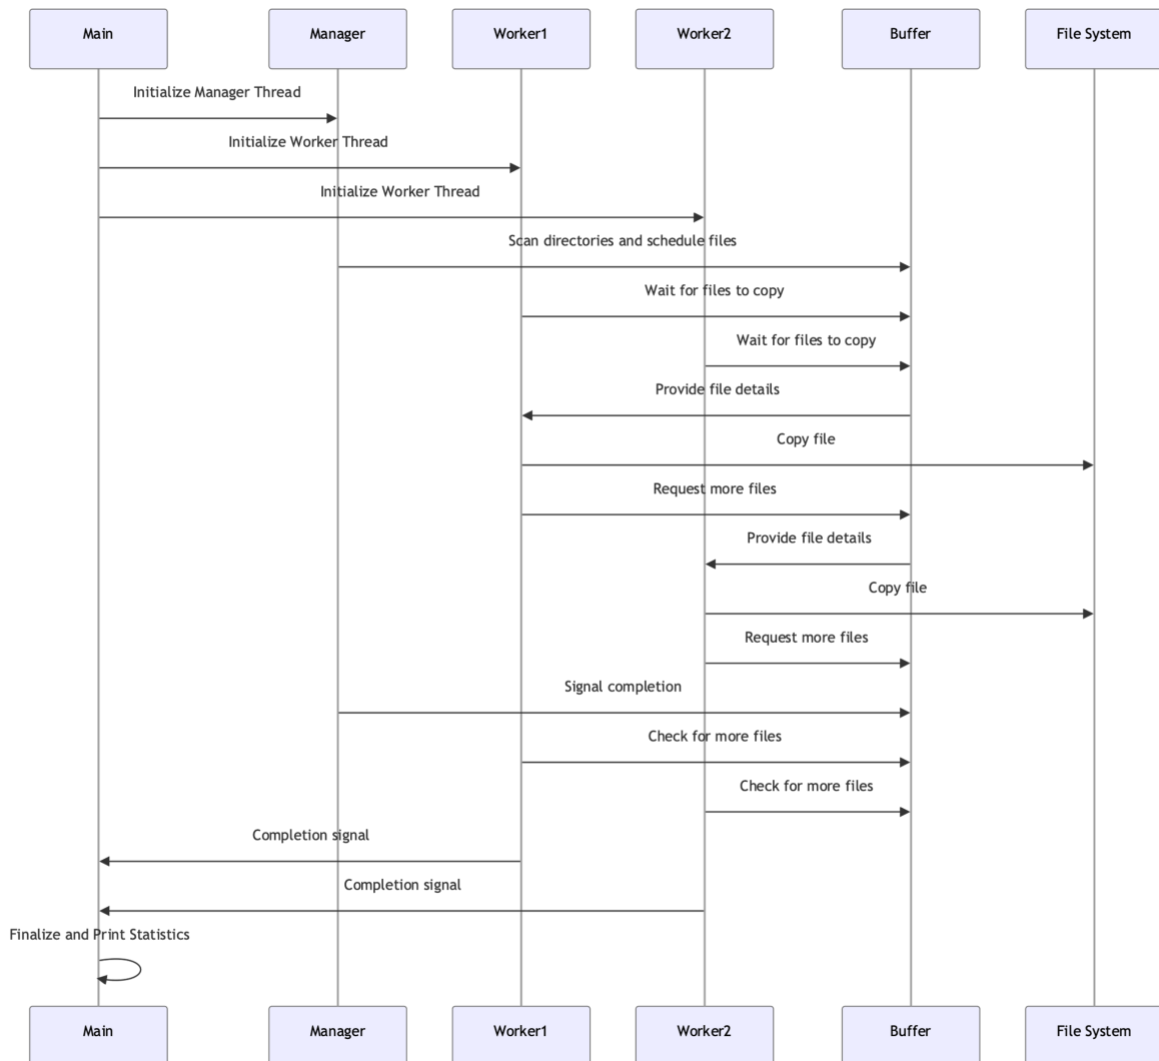 Main
Manager
Worker1
Worker2
Buffer
File System
Initialize Manager Thread
Initialize Worker Thread
Initialize Worker Thread
Scan directories and schedule files
Wait for files to copy
Wait for files to copy
Provide file details
Copy file
Request more files
Provide file details
Copy file
Request more files
Signal completion
Check for more files
Check for more files
Completion signal
Completion signal
Finalize and Print Statistics
Main
Manager
Worker1
Worker2
Buffer
File System